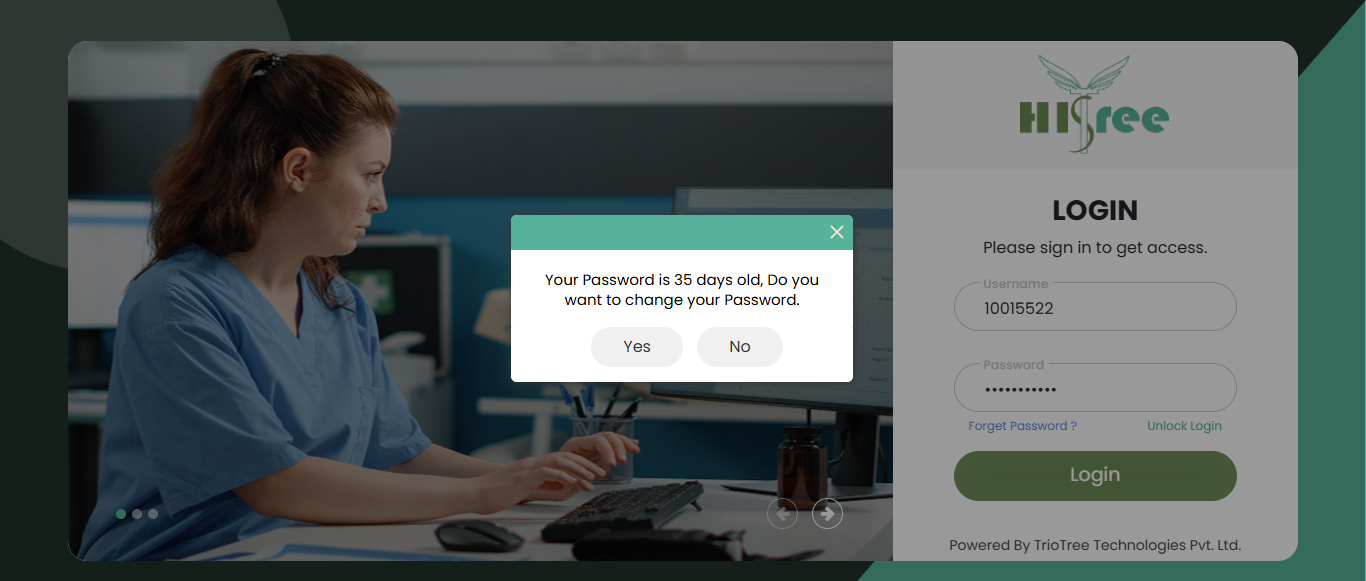 HISree
LOGIN
Please sign in to get access.
Username
10015522
Password
•••••••••••
Forget Password ?
Unlock Login
Login
Powered By TrioTree Technologies Pvt. Ltd.
Your Password is 35 days old, Do you
want to change your Password.
Yes
No